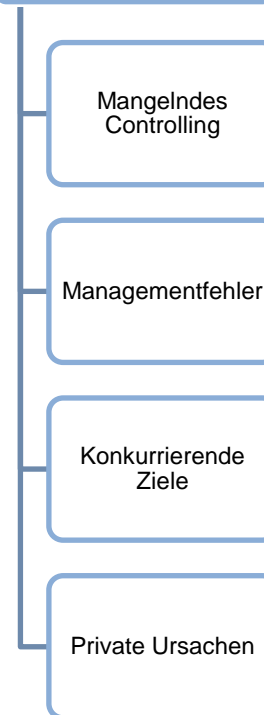 Mangelndes
Controlling
Managementfehler
Konkurrierende
Ziele
Private Ursachen